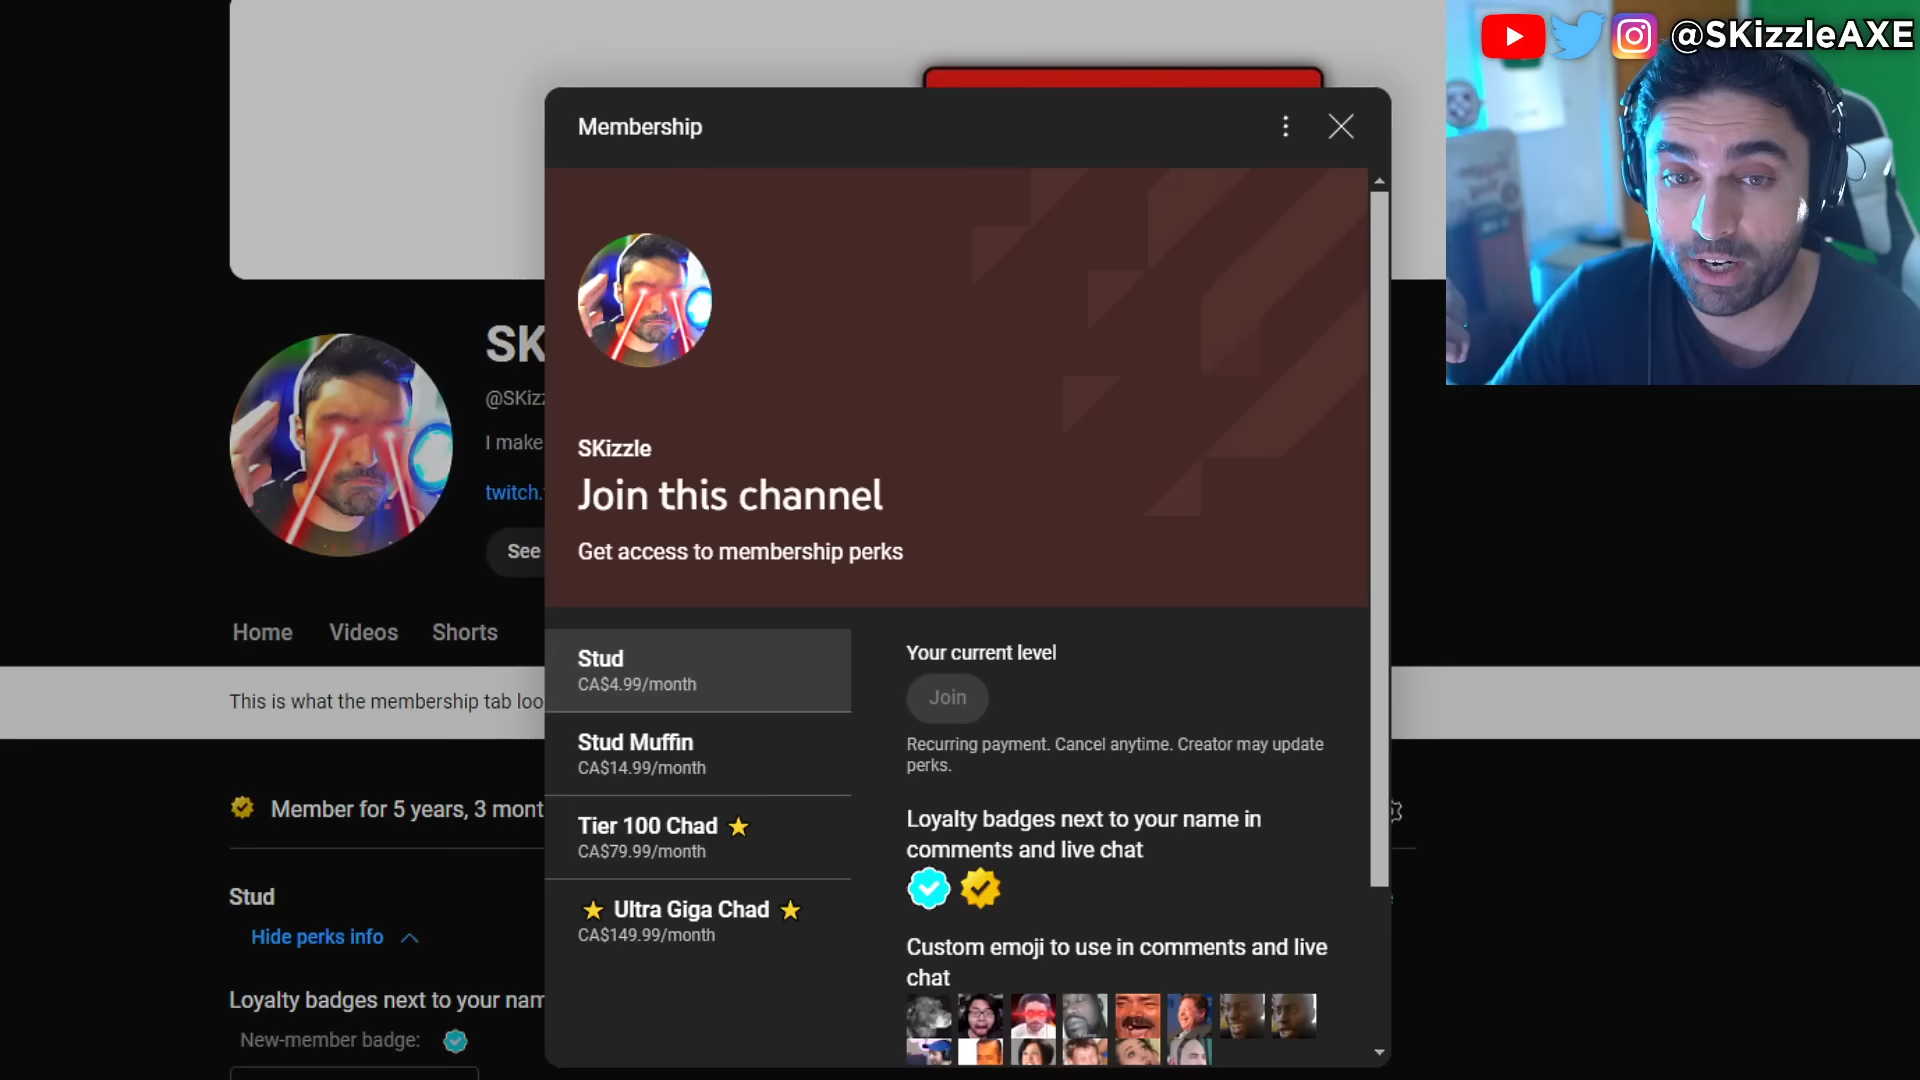 @SKizzleAXE
Membership
SK
@SKizz
I make
twitch.
See
Home Videos Shorts
This is what the membership tab loo
Member for 5 years, 3 mont
Stud
Hide perks info
Loyalty badges next to your nam
New-member badge:
SKizzle
Join this channel
Get access to membership perks
Stud
CA$4.99/month
Stud Muffin
CA$14.99/month
Tier 100 Chad
CA$79.99/month
Ultra Giga Chad
CA$149.99/month
Your current level
Join
Recurring payment. Cancel anytime. Creator may update
perks.
Loyalty badges next to your name in
comments and live chat
Custom emoji to use in comments and live
chat